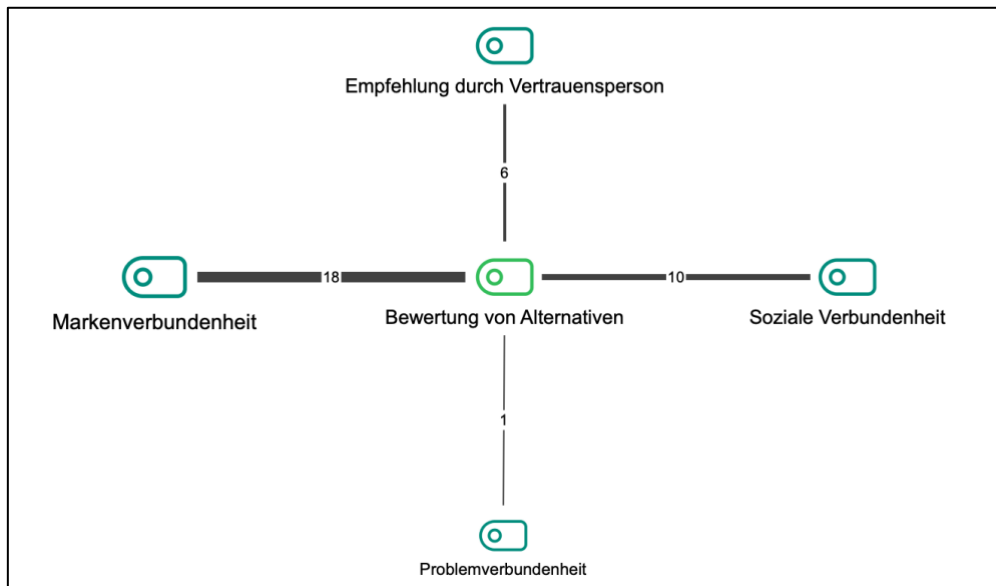 Empfehlung durch Vertrauensperson
6
18
10
Markenverbundenheit
Bewertung von Alternativen
Soziale Verbundenheit
1
Problemverbundenheit